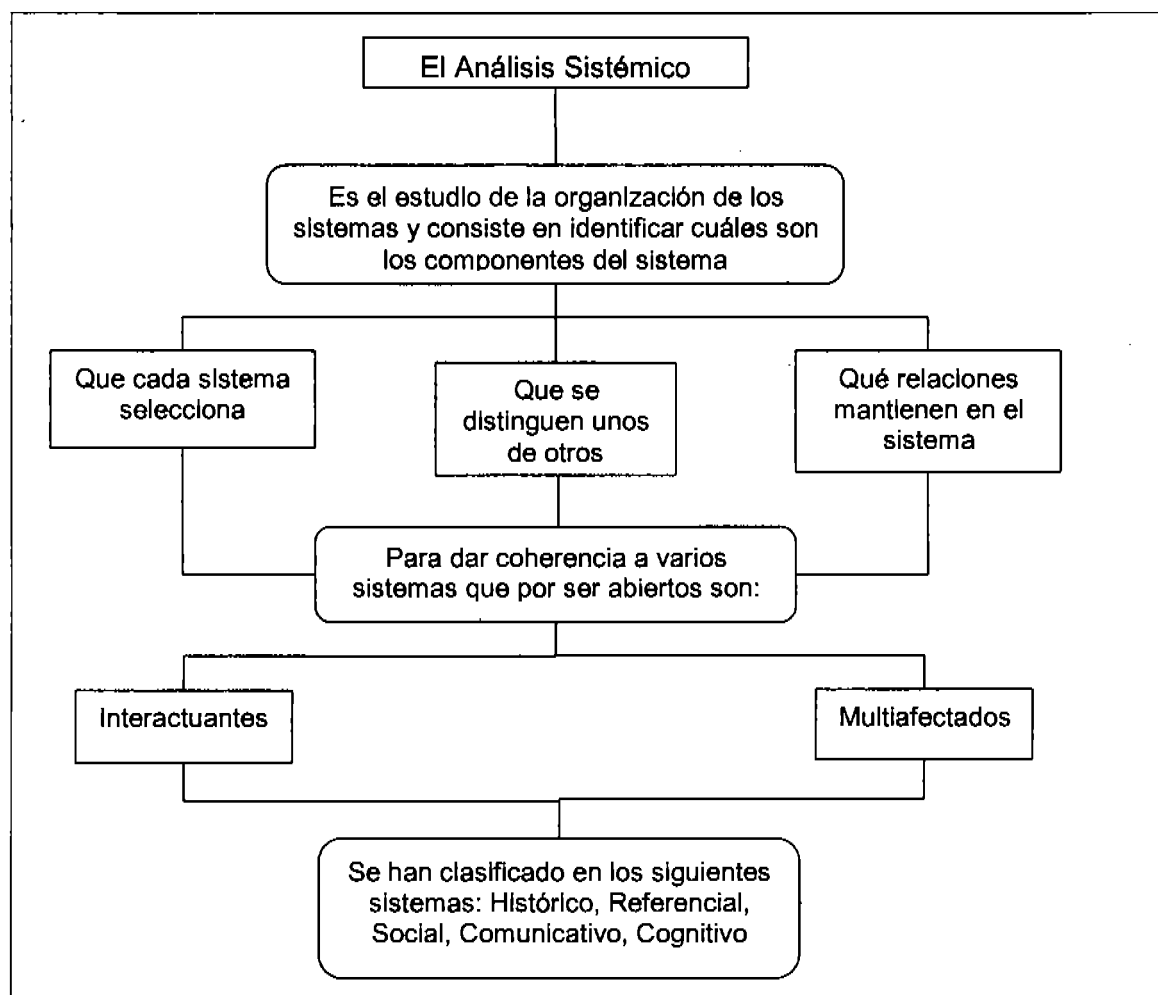 El Análisis Sistémico
Es el estudio de la organización de los
sistemas y consiste en identificar cuáles son
los componentes del sistema
Que cada sistema
selecciona
Que se
distinguen unos
de otros
Qué relaciones
mantienen en el
sistema
Para dar coherencia a varios
sistemas que por ser abiertos son:
Interactuantes
Multiafectados
Se han clasificado en los siguientes
sistemas: Histórico, Referencial,
Social, Comunicativo, Cognitivo